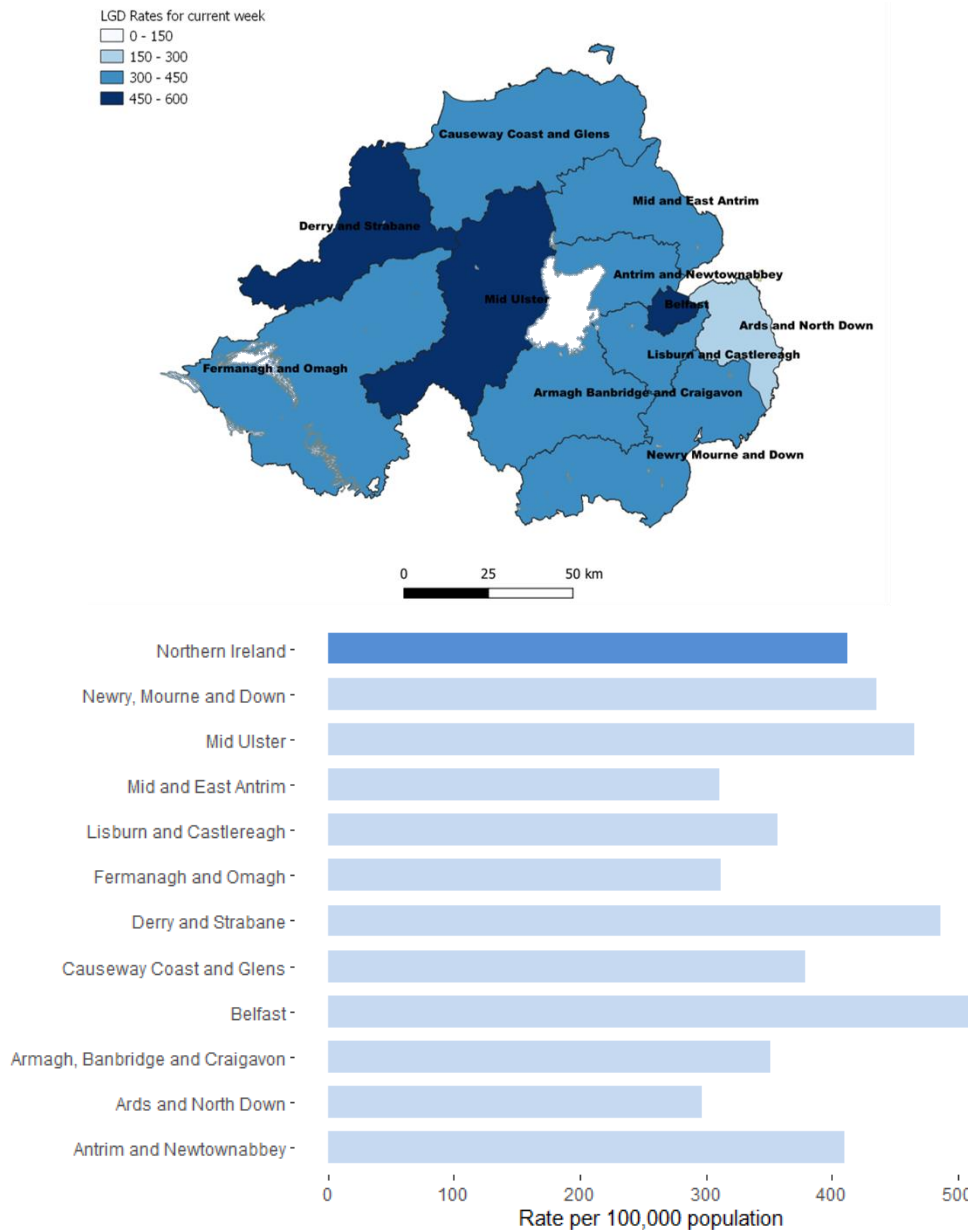 LGD Rates for current week
0 - 150
150 - 300
300 - 450
450 - 600
Causeway Coast and Glens
Mid and East Antrim
Derry and Strabane
Antrim and Newtownabbey
Mid Ulster
Belfast
Ards and North Down
Lisburn and Castlereagh
Fermanagh and Omagh
Armagh Banbridge and Craigavon
Newry Mourne and Down
0 25 50 km
Northern Ireland
Newry, Mourne and Down
Mid Ulster
Mid and East Antrim
Lisburn and Castlereagh
Fermanagh and Omagh
Derry and Strabane
Causeway Coast and Glens
Belfast
Armagh, Banbridge and Craigavon
Ards and North Down
Antrim and Newtownabbey
0 100 200 300 400 500
Rate per 100,000 population